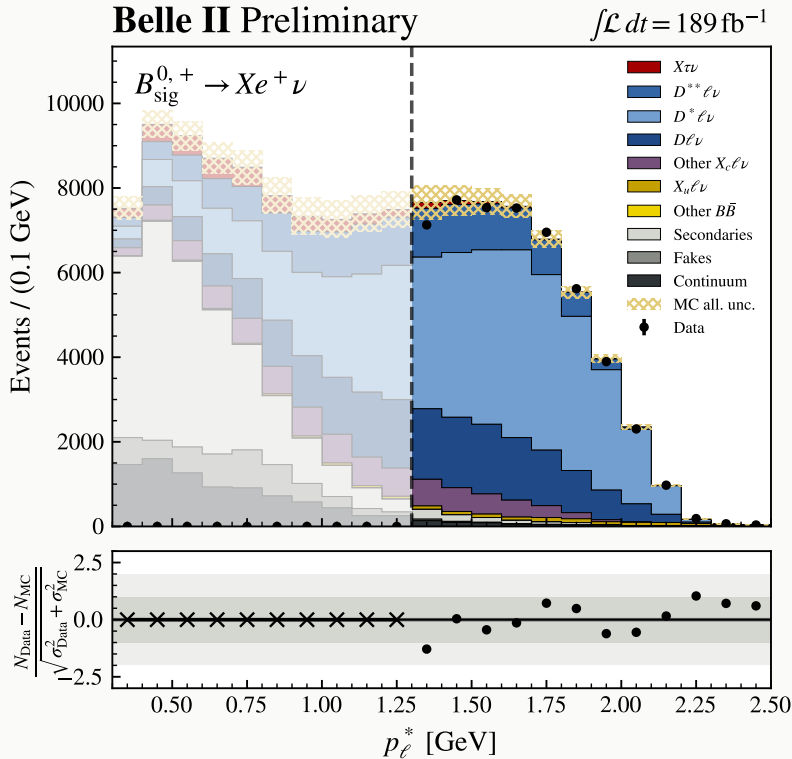 Belle II Preliminary
∫ℒ dt = 189 fb⁻¹
B⁰,⁺sig → Xe⁺ν
Xτν
D**ℓν
D*ℓν
Dℓν
Other X_cℓν
X_uℓν
Other BB̄
Secondaries
Fakes
Continuum
MC all. unc.
Data
Events / (0.1 GeV)
10000
8000
6000
4000
2000
0
N_Data − N_MC
√σ²_Data + σ²_MC
2.5
0.0
−2.5
0.50 0.75 1.00 1.25 1.50 1.75 2.00 2.25 2.50
p*_ℓ [GeV]